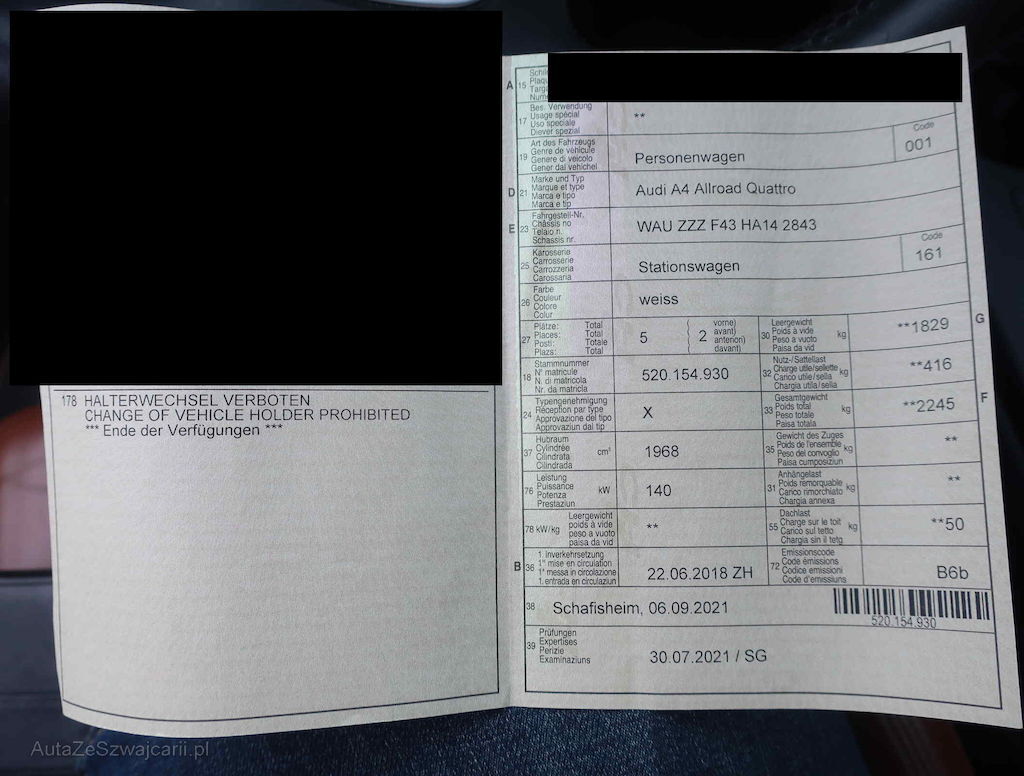 178 HALTERWECHSEL VERBOTEN
CHANGE OF VEHICLE HOLDER PROHIBITED
*** Ende der Verfügungen ***
A 15
Plaq
Targ
Num
17 Bes. Verwendung
Usage spécial
Uso speciale
Diever spezial
**
19 Art des Fahrzeugs
Genre de véhicule
Genere di veicolo
Gener dal vehichel
Personenwagen
Code
001
D 21 Marke und Typ
Marque et type
Marca e tipo
Marca e tip
Audi A4 Allroad Quattro
E 23 Fahrgestell-Nr.
Châssis no
Telaio n.
Schassis nr.
WAU ZZZ F43 HA14 2843
25 Karosserie
Carrosserie
Carrozzeria
Carossaria
Stationswagen
Code
161
26 Farbe
Couleur
Colore
Colur
weiss
27 Plätze: Total
Places: Total
Posti: Totale
Plazs: Total
5 ( 2 vorne)
( avant)
( anteriori)
( davant)
30 Leergewicht
Poids à vide
Peso a vuoto
Paisa da vid
kg **1829 G
18 Stammnummer
N° matricule
N. di matricola
Nr. da matricla
520.154.930
32 Nutz-/Sattellast
Charge utile/sellette
Carico utile/sella
Chargia utila/sella
kg **416
24 Typengenehmigung
Réception par type
Approvazione del tipo
Approvaziun dal tip
X
33 Gesamtgewicht
Poids total
Peso totale
Paisa totala
kg **2245 F
37 Hubraum
Cylindrée
Cilindrata
Cilindrada
cm³ 1968
35 Gewicht des Zuges
Poids de l'ensemble
Peso del convoglio
Paisa cumposiziun
kg **
76 Leistung
Puissance
Potenza
Prestaziun
kW 140
31 Anhängelast
Poids remorquable
Carico rimorchiato
Chargia annexa
kg **
78 kW/kg Leergewicht
poids à vide
peso a vuoto
paisa da vid
**
55 Dachlast
Charge sur le toit
Carico sul tetto
Chargia sin il tetg
kg **50
B 36 1. Inverkehrsetzung
1re mise en circulation
1a messa in circolazione
1. entrada en circulaziun
22.06.2018 ZH
72 Emissionscode
Code émissions
Codice emissioni
Code d'emissiuns
B6b
38 Schafisheim, 06.09.2021
520.154.930
39 Prüfungen
Expertises
Perizie
Examinaziuns
30.07.2021 / SG
AutaZeSzwajcarii.pl